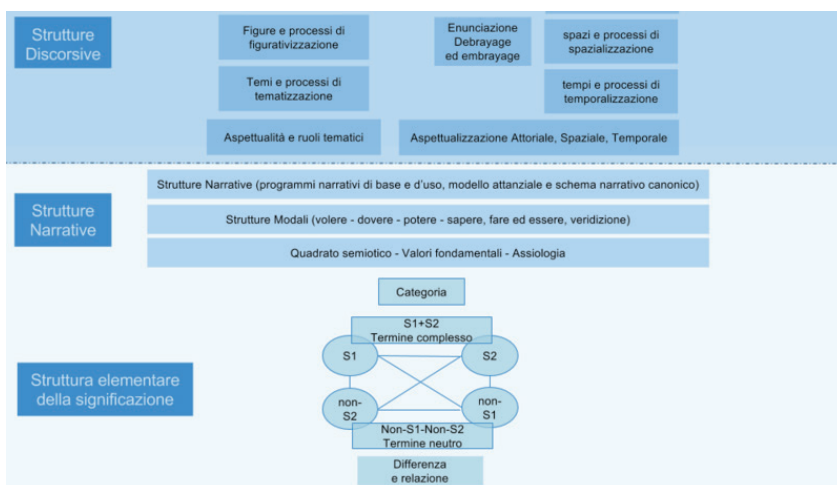 Strutture
Discorsive
Figure e processi di
figurativizzazione
Enunciazione
Debrayage
ed embrayage
spazi e processi di
spazializzazione
Temi e processi di
tematizzazione
tempi e processi di
temporalizzazione
Aspettualità e ruoli tematici
Aspettualizzazione Attoriale, Spaziale, Temporale
Strutture
Narrative
Strutture Narrative (programmi narrativi di base e d'uso, modello attanziale e schema narrativo canonico)
Strutture Modali (volere - dovere - potere - sapere, fare ed essere, veridizione)
Quadrato semiotico - Valori fondamentali - Assiologia
Struttura elementare
della significazione
Categoria
S1+S2
Termine complesso
S1
S2
non-
S2
non-
S1
Non-S1-Non-S2
Termine neutro
Differenza
e relazione